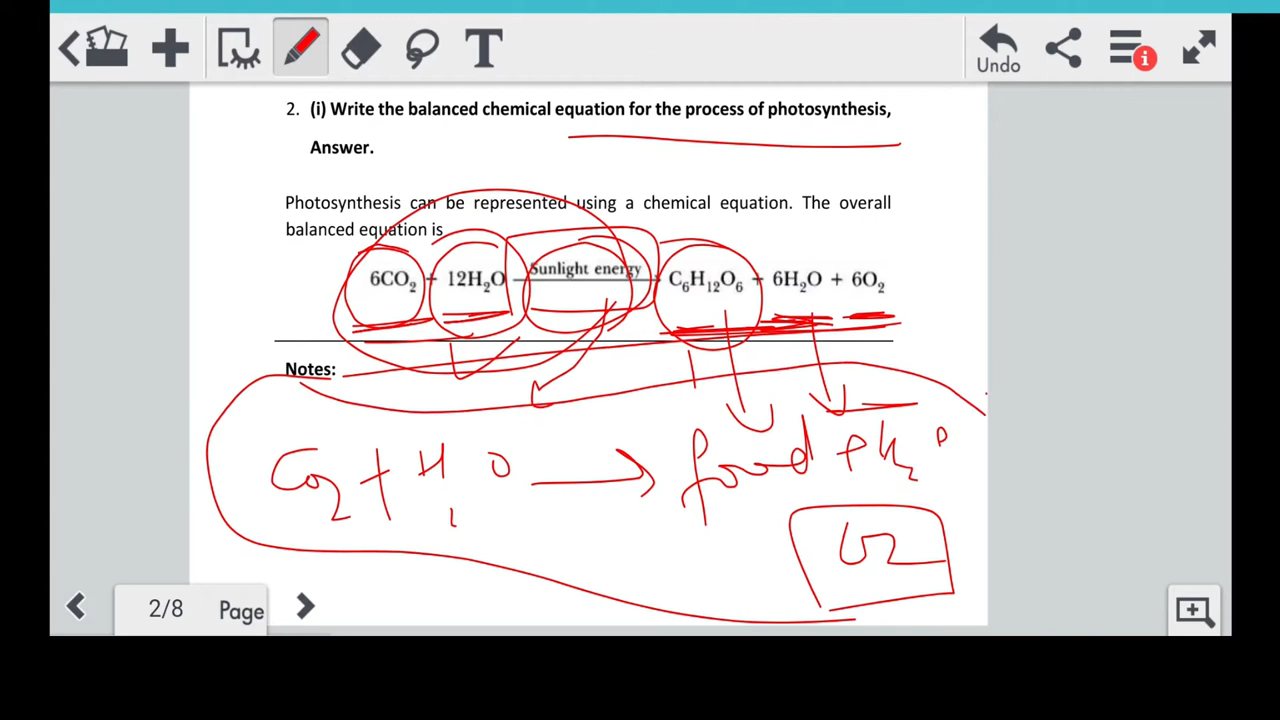 Undo
i
2. (i) Write the balanced chemical equation for the process of photosynthesis,
Answer.
Photosynthesis can be represented using a chemical equation. The overall
balanced equation is
6CO₂ + 12H₂O Sunlight energy C₆H₁₂O₆ + 6H₂O + 6O₂
Notes:
CO₂ + H₂O → food + H₂O
O₂
2/8 Page
T